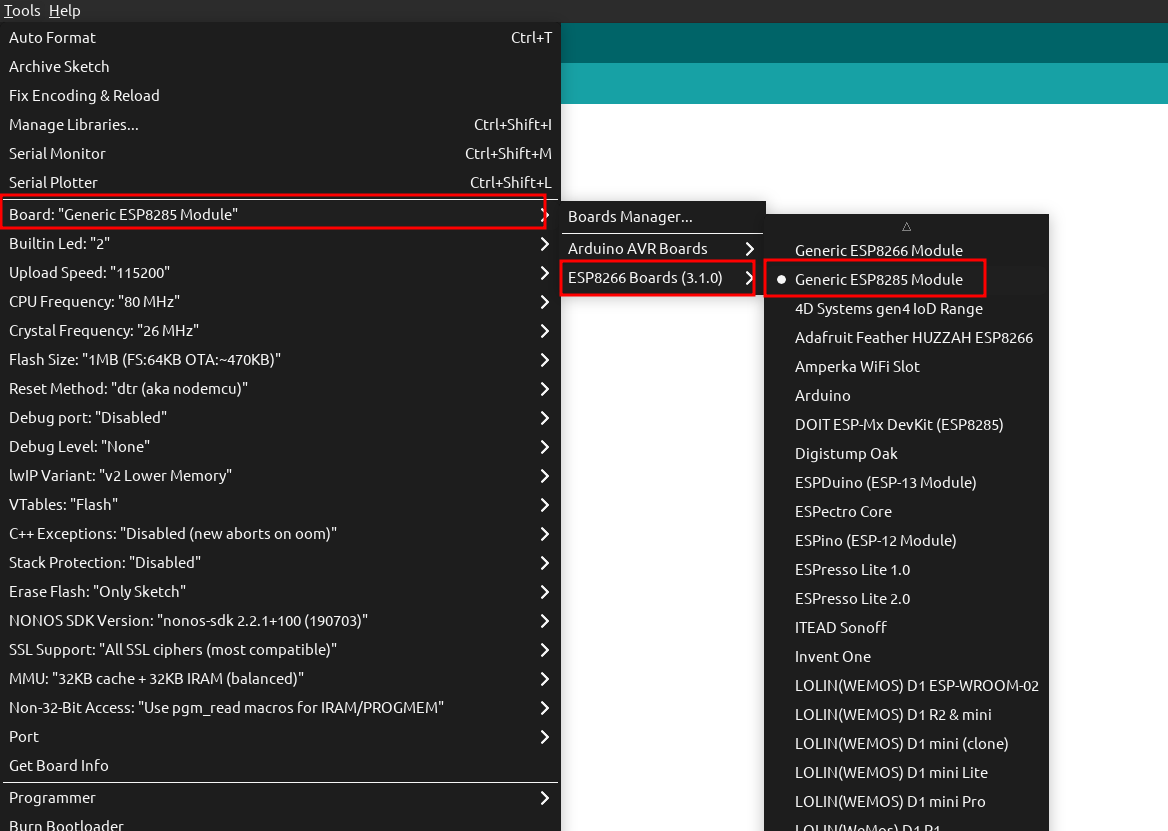 Tools Help
Auto Format Ctrl+T
Archive Sketch
Fix Encoding & Reload
Manage Libraries... Ctrl+Shift+I
Serial Monitor Ctrl+Shift+M
Serial Plotter Ctrl+Shift+L
Board: "Generic ESP8285 Module"
Builtin Led: "2"
Upload Speed: "115200"
CPU Frequency: "80 MHz"
Crystal Frequency: "26 MHz"
Flash Size: "1MB (FS:64KB OTA:~470KB)"
Reset Method: "dtr (aka nodemcu)"
Debug port: "Disabled"
Debug Level: "None"
lwIP Variant: "v2 Lower Memory"
VTables: "Flash"
C++ Exceptions: "Disabled (new aborts on oom)"
Stack Protection: "Disabled"
Erase Flash: "Only Sketch"
NONOS SDK Version: "nonos-sdk 2.2.1+100 (190703)"
SSL Support: "All SSL ciphers (most compatible)"
MMU: "32KB cache + 32KB IRAM (balanced)"
Non-32-Bit Access: "Use pgm_read macros for IRAM/PROGMEM"
Port
Get Board Info
Programmer
Burn Bootloader
Boards Manager...
Arduino AVR Boards
ESP8266 Boards (3.1.0)
Generic ESP8266 Module
Generic ESP8285 Module
4D Systems gen4 IoD Range
Adafruit Feather HUZZAH ESP8266
Amperka WiFi Slot
Arduino
DOIT ESP-Mx DevKit (ESP8285)
Digistump Oak
ESPDuino (ESP-13 Module)
ESPectro Core
ESPino (ESP-12 Module)
ESPresso Lite 1.0
ESPresso Lite 2.0
ITEAD Sonoff
Invent One
LOLIN(WEMOS) D1 ESP-WROOM-02
LOLIN(WEMOS) D1 R2 & mini
LOLIN(WEMOS) D1 mini (clone)
LOLIN(WEMOS) D1 mini Lite
LOLIN(WEMOS) D1 mini Pro
LOLIN(WeMos) D1 R1